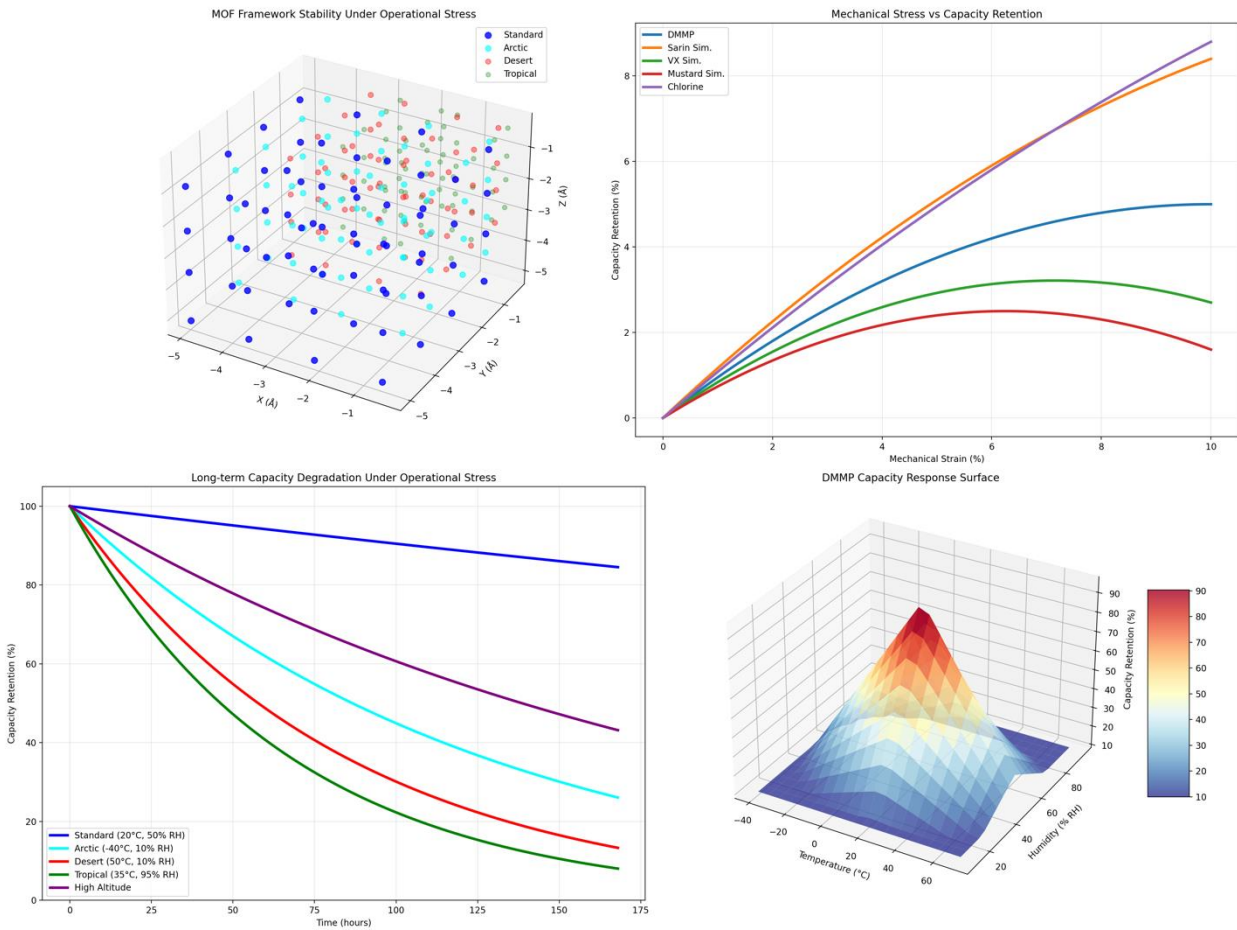 MOF Framework Stability Under Operational Stress
Standard
Arctic
Desert
Tropical
−1
−2
−3
−4
−5
Z (Å)
−5
−4
−3
−2
−1
X (Å)
−5
−4
−3
−2
−1
Y (Å)
Mechanical Stress vs Capacity Retention
DMMP
Sarin Sim.
VX Sim.
Mustard Sim.
Chlorine
8
6
4
2
0
Capacity Retention (%)
0 2 4 6 8 10
Mechanical Strain (%)
Long-term Capacity Degradation Under Operational Stress
100
80
60
40
20
0
Capacity Retention (%)
Standard (20°C, 50% RH)
Arctic (-40°C, 10% RH)
Desert (50°C, 10% RH)
Tropical (35°C, 95% RH)
High Altitude
0 25 50 75 100 125 150 175
Time (hours)
DMMP Capacity Response Surface
90
80
70
60
50
40
30
20
10
Capacity Retention (%)
−40
−20
0
20
40
60
Temperature (°C)
20
40
60
80
Humidity (% RH)
90
80
70
60
50
40
30
20
10